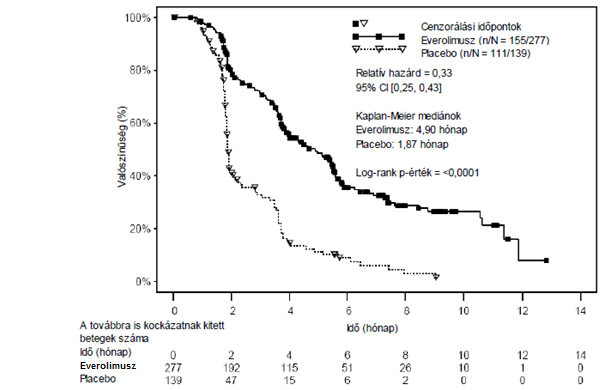 100%
80%
60%
40%
20%
0%
Valószínűség (%)
Cenzorálási időpontok
Everolimusz (n/N = 155/277)
Placebo (n/N = 111/139)
Relatív hazárd = 0,33
95% CI [0,25, 0,43]
Kaplan-Meier mediánok
Everolimusz: 4,90 hónap
Placebo: 1,87 hónap
Log-rank p-érték = <0,0001
0 2 4 6 8 10 12 14
Idő (hónap)
A továbbra is kockázatnak kitett
betegek száma
Idő (hónap) 0 2 4 6 8 10 12 14
Everolimusz 277 192 115 51 26 10 1 0
Placebo 139 47 15 6 2 0 0 0